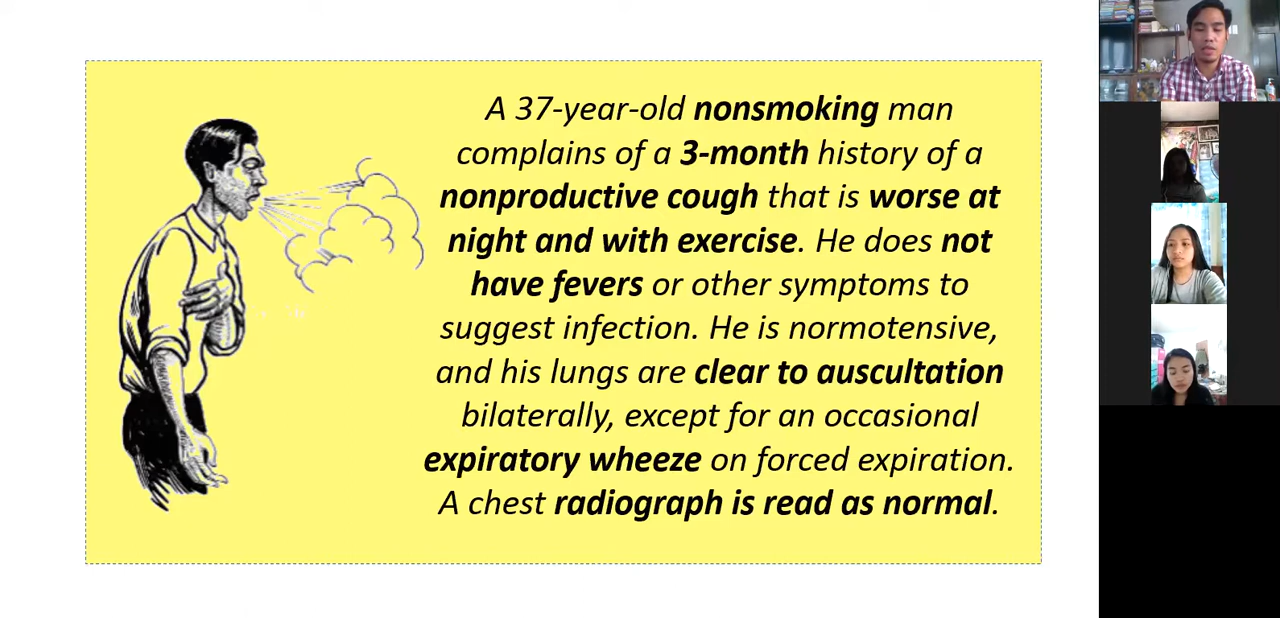 A 37-year-old nonsmoking man
complains of a 3-month history of a
nonproductive cough that is worse at
night and with exercise. He does not
have fevers or other symptoms to
suggest infection. He is normotensive,
and his lungs are clear to auscultation
bilaterally, except for an occasional
expiratory wheeze on forced expiration.
A chest radiograph is read as normal.